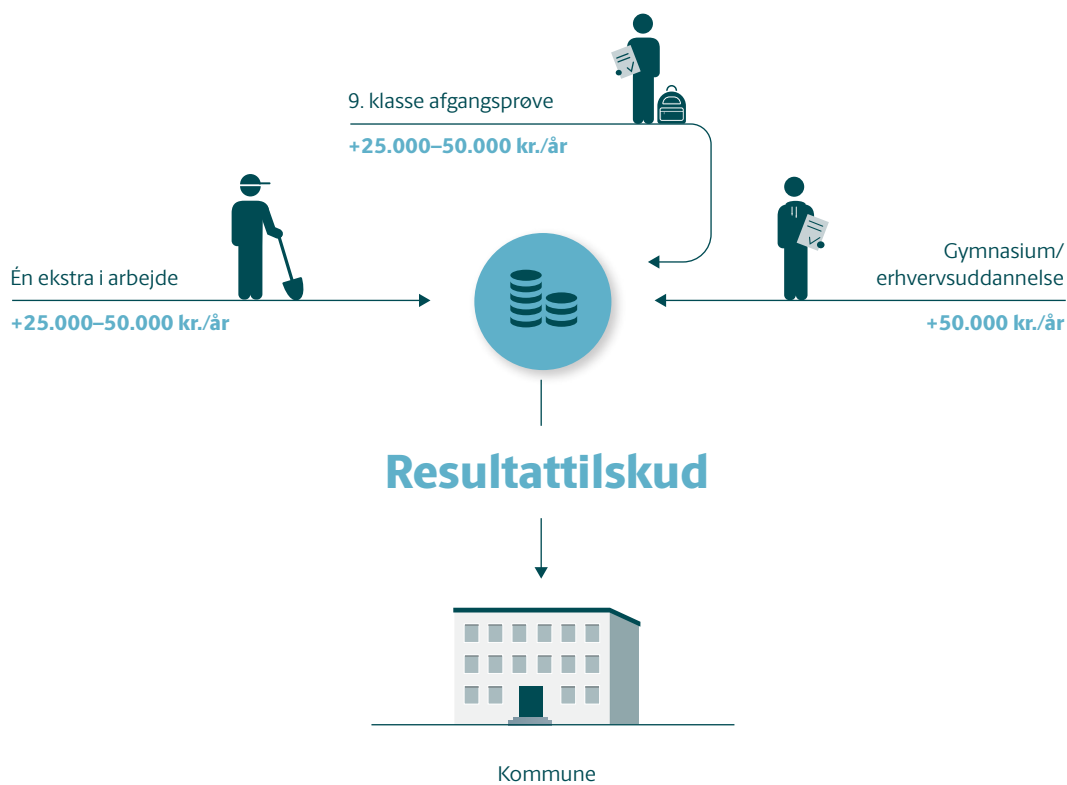 9. klasse afgangsprøve
+25.000–50.000 kr./år
Én ekstra i arbejde
+25.000–50.000 kr./år
Gymnasium/
erhvervsuddannelse
+50.000 kr./år
Resultattilskud
Kommune